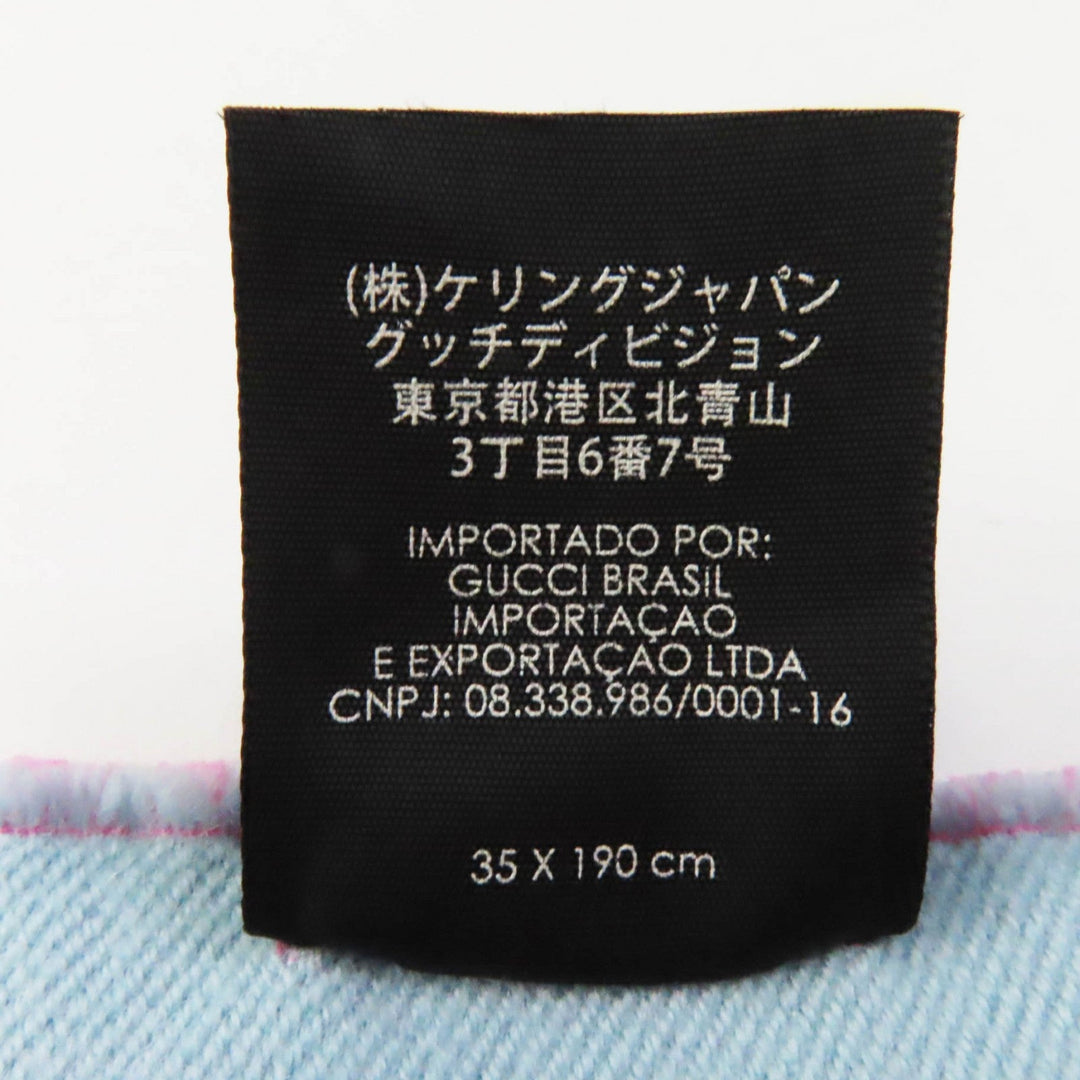 (株)ケリングジャパン
グッチディビジョン
東京都港区北青山
3丁目6番7号
IMPORTADO POR:
GUCCI BRASIL
IMPORTAÇAO
E EXPORTAÇAO LTDA
CNPJ: 08.338.986/0001-16
35 X 190 cm